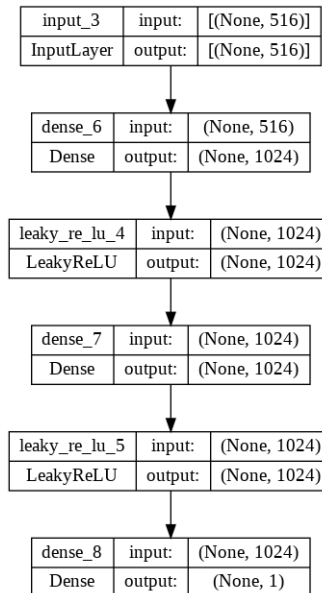 input_3 input: [(None, 516)]
InputLayer output: [(None, 516)]
dense_6 input: (None, 516)
Dense output: (None, 1024)
leaky_re_lu_4 input: (None, 1024)
LeakyReLU output: (None, 1024)
dense_7 input: (None, 1024)
Dense output: (None, 1024)
leaky_re_lu_5 input: (None, 1024)
LeakyReLU output: (None, 1024)
dense_8 input: (None, 1024)
Dense output: (None, 1)